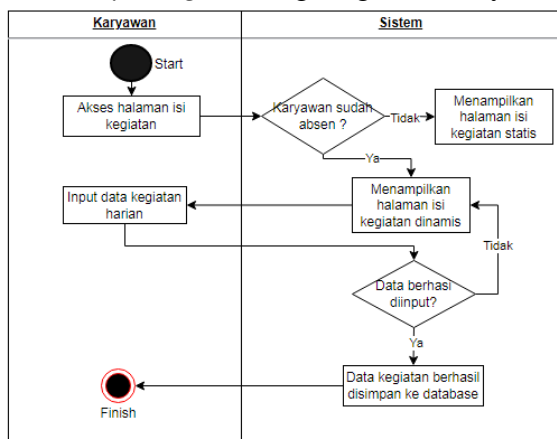 Karyawan
Sistem
Start
Akses halaman isi
kegiatan
Karyawan sudah
absen ?
Tidak
Menampilkan
halaman isi
kegiatan statis
Ya
Input data kegiatan
harian
Menampilkan
halaman isi
kegiatan dinamis
Tidak
Data berhasi
diinput?
Ya
Data kegiatan berhasil
disimpan ke database
Finish